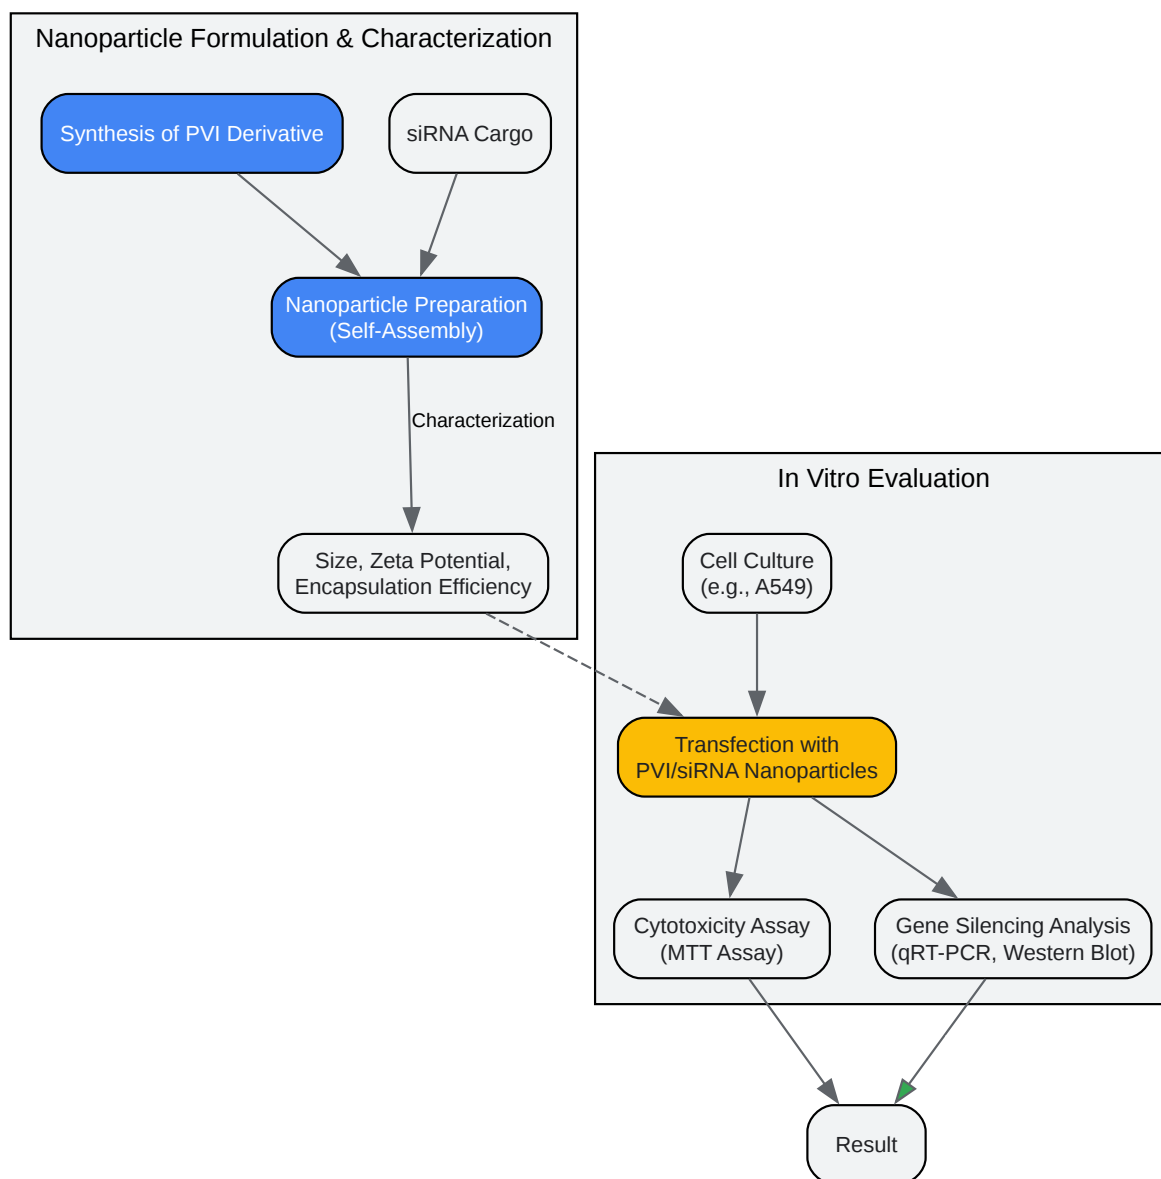 Nanoparticle Formulation & Characterization
Synthesis of PVI Derivative
siRNA Cargo
Nanoparticle Preparation
(Self-Assembly)
Characterization
Size, Zeta Potential,
Encapsulation Efficiency
In Vitro Evaluation
Cell Culture
(e.g., A549)
Transfection with
PVI/siRNA Nanoparticles
Cytotoxicity Assay
(MTT Assay)
Gene Silencing Analysis
(qRT-PCR, Western Blot)
Result